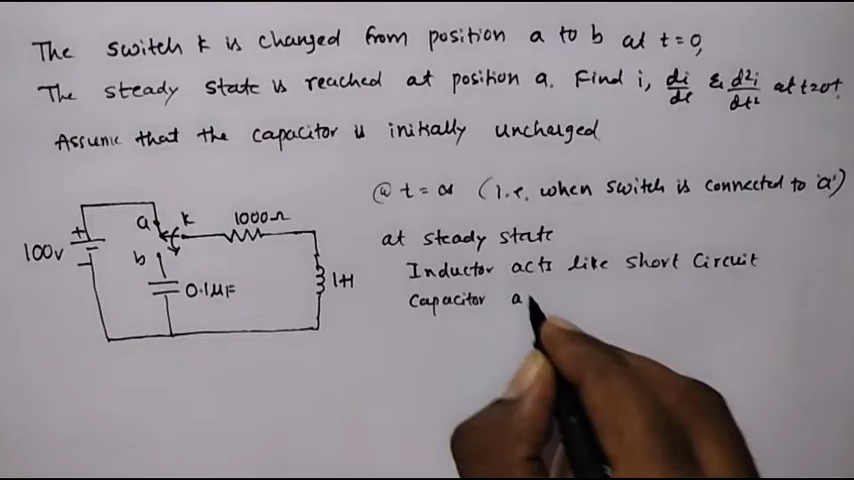 The switch k is changed from position a to b at t=0,
The steady state is reached at position a. Find i, di/dt & d²i/dt² at t=0+.
Assume that the capacitor is initially uncharged
@ t = ∞ (i.e. when switch is connected to 'a')
at steady state
Inductor acts like short circuit
Capacitor a
a k 1000Ω
+
100V
b
0.1μF
1H